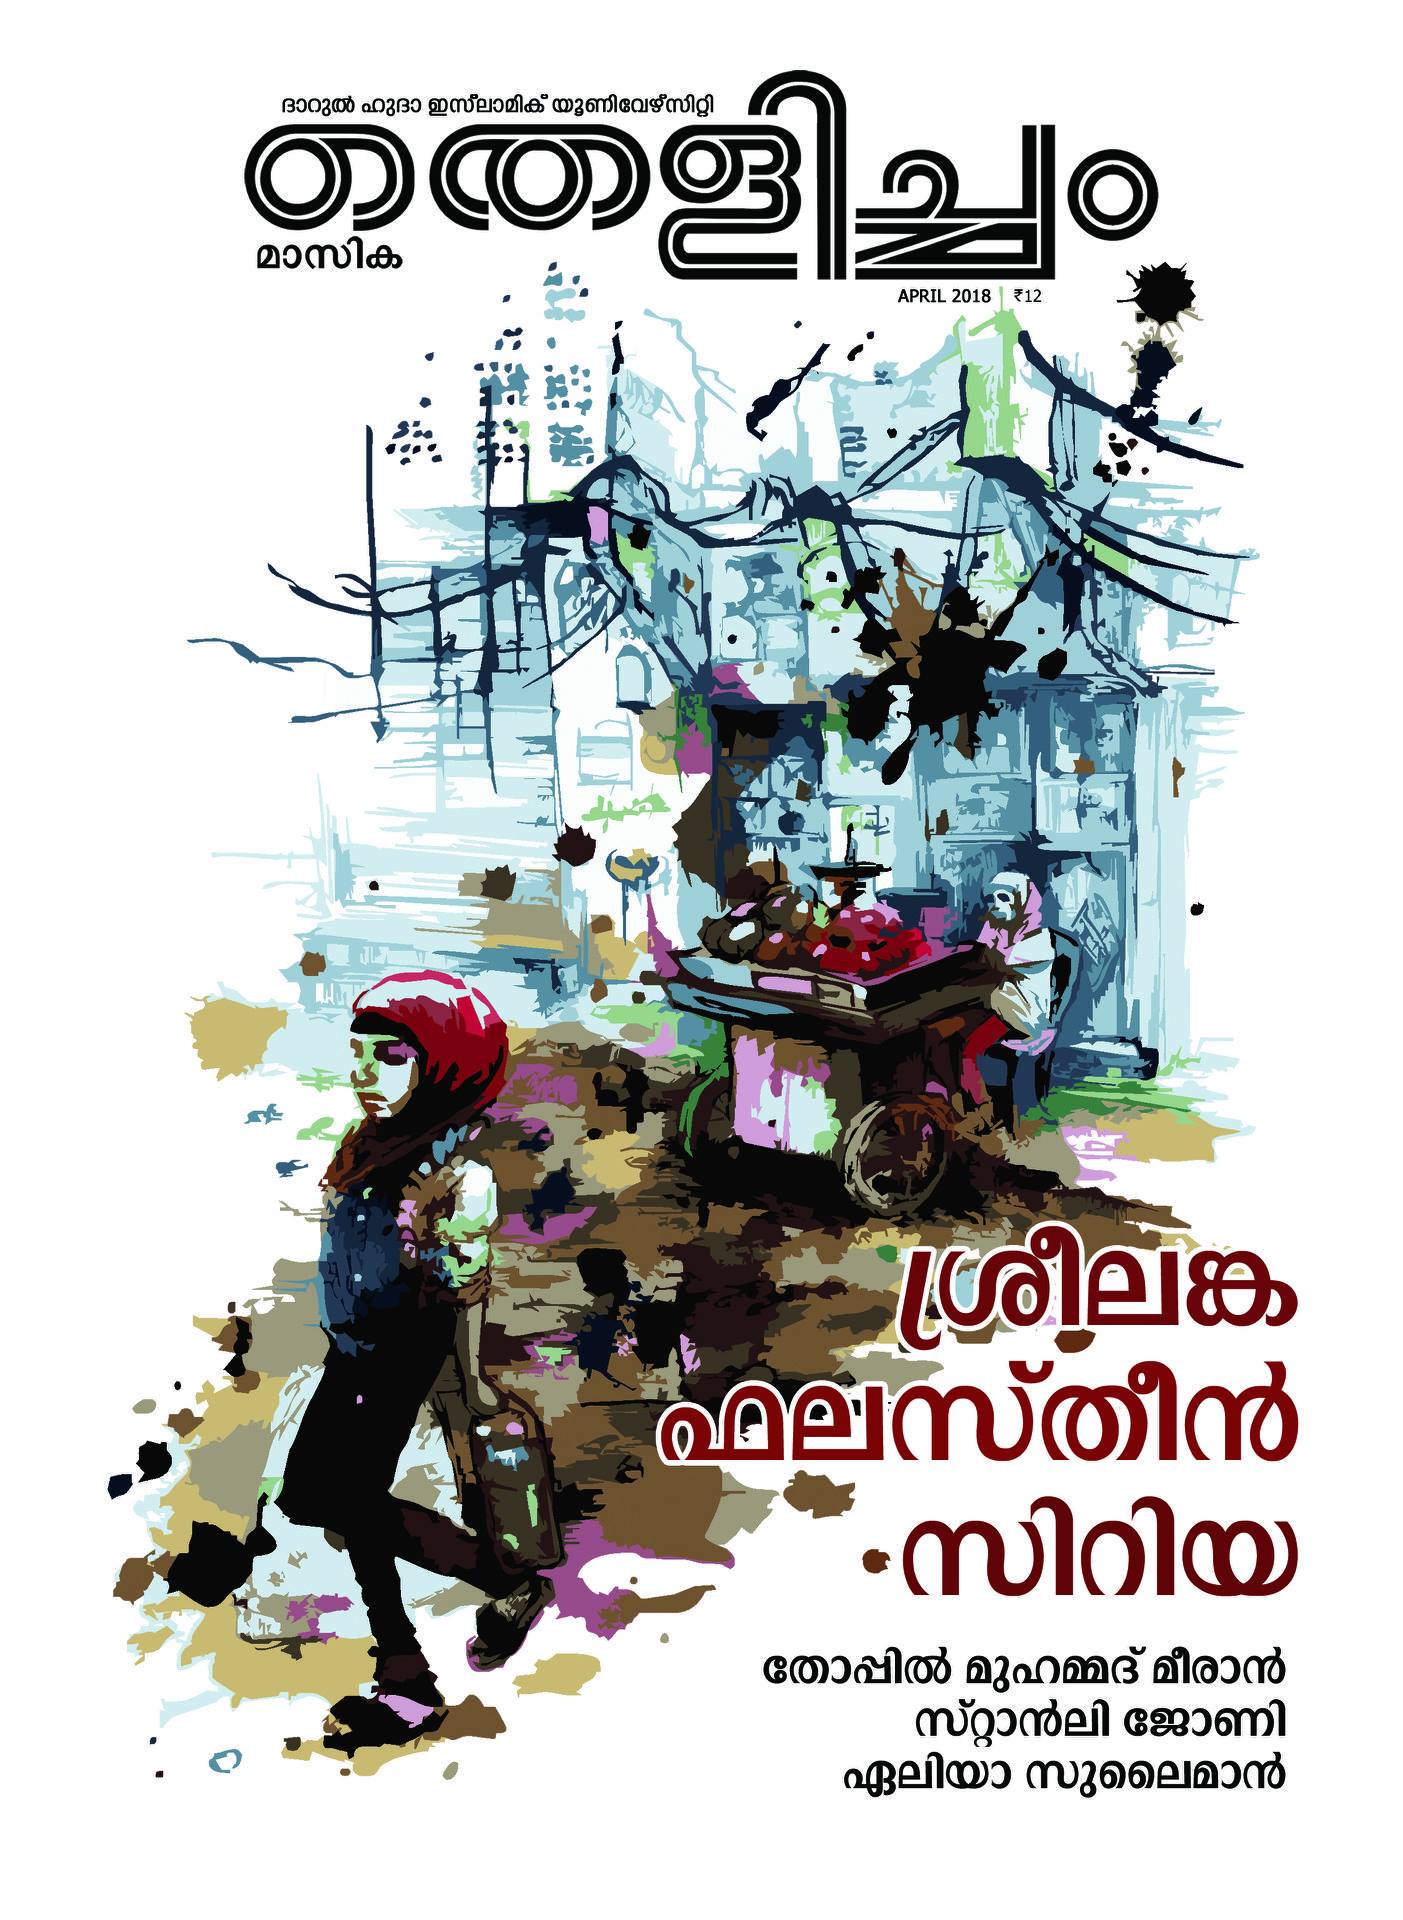 ദാറുൽ ഹുദാ ഇസ്‌ലാമിക് യൂണിവേഴ്സിറ്റി
തെളിച്ചം
മാസിക
APRIL 2018 | ₹12
ശ്രീലങ്ക
ഫലസ്തീൻ
സിറിയ
തോപ്പിൽ മുഹമ്മദ് മീരാൻ
സ്റ്റാൻലി ജോണി
ഏലിയാ സുലൈമാൻ